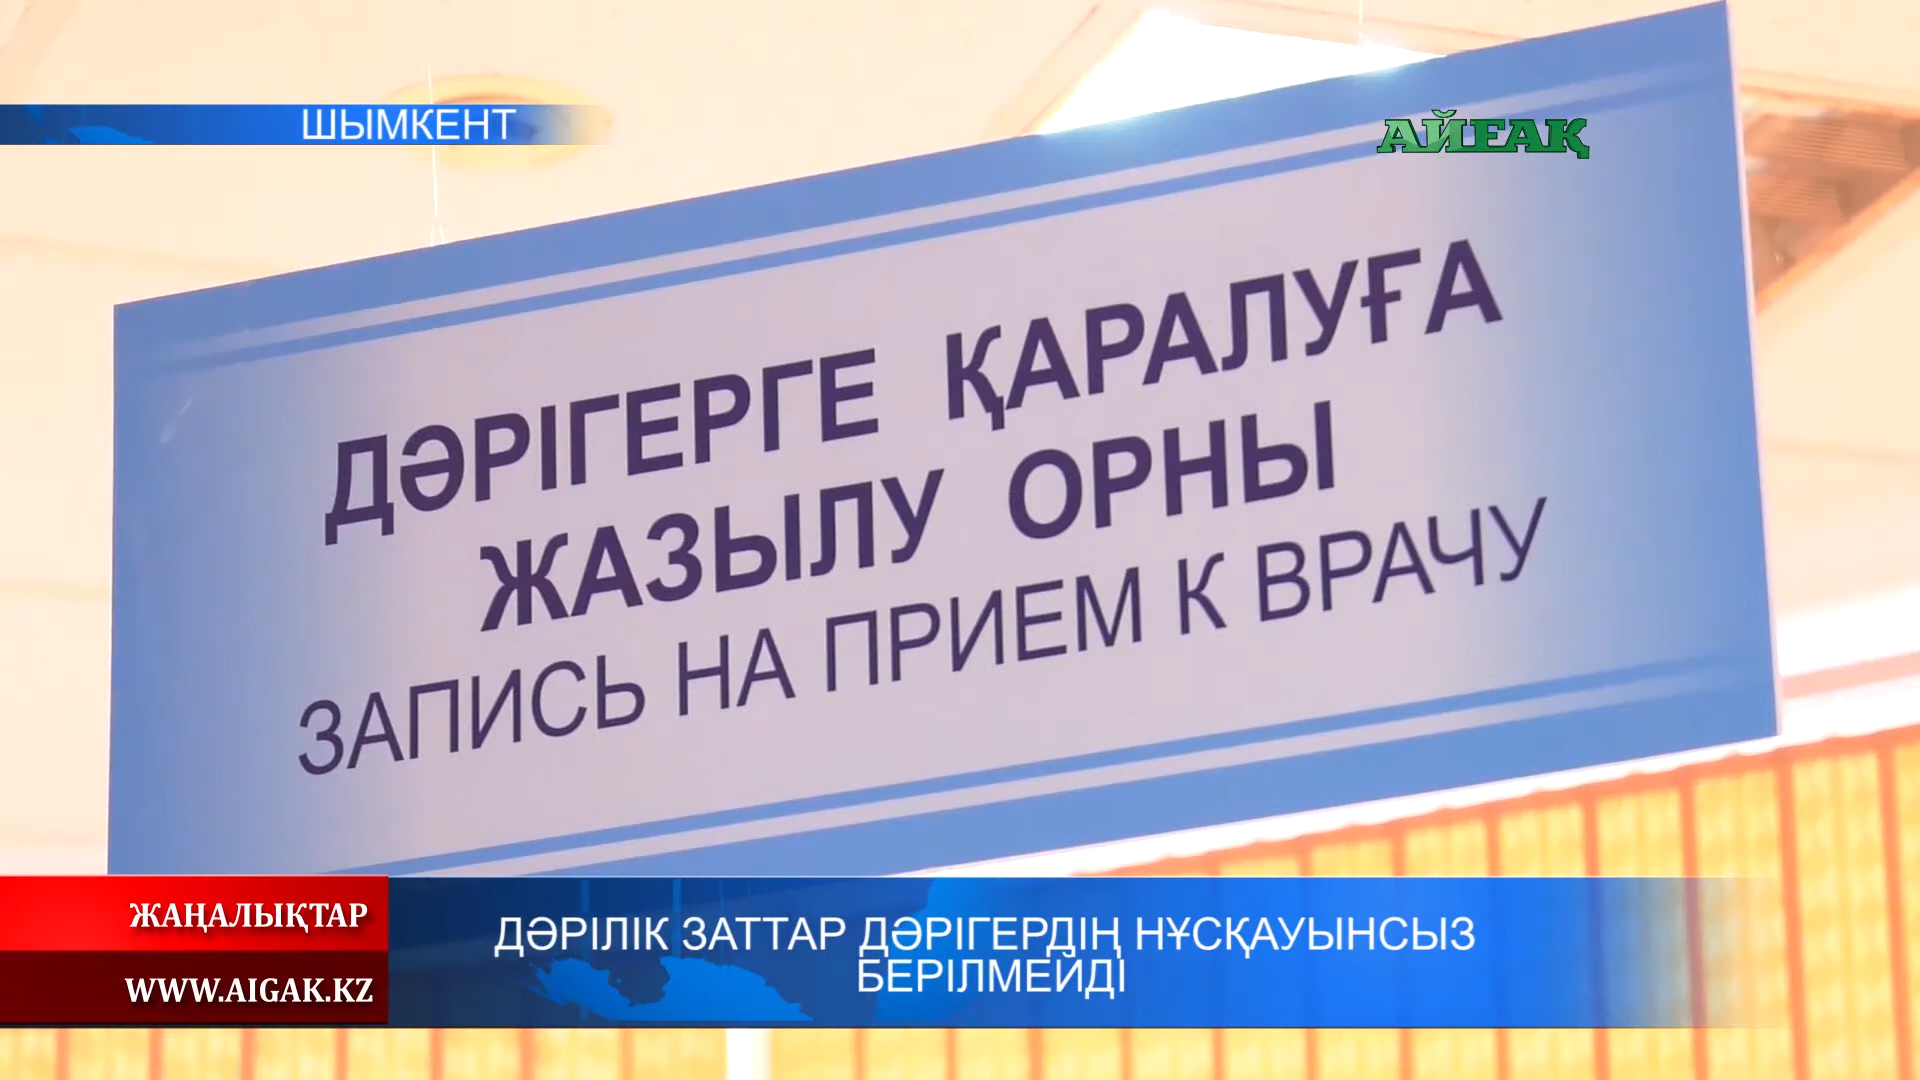 ШЫМКЕНТ
АЙҒАҚ
ДӘРІГЕРГЕ ҚАРАЛУҒА
ЖАЗЫЛУ ОРНЫ
ЗАПИСЬ НА ПРИЕМ К ВРАЧУ
ЖАҢАЛЫҚТАР
WWW.AIGAK.KZ
ДӘРІЛІК ЗАТТАР ДӘРІГЕРДІҢ НҰСҚАУЫНСЫЗ
БЕРІЛМЕЙДІ